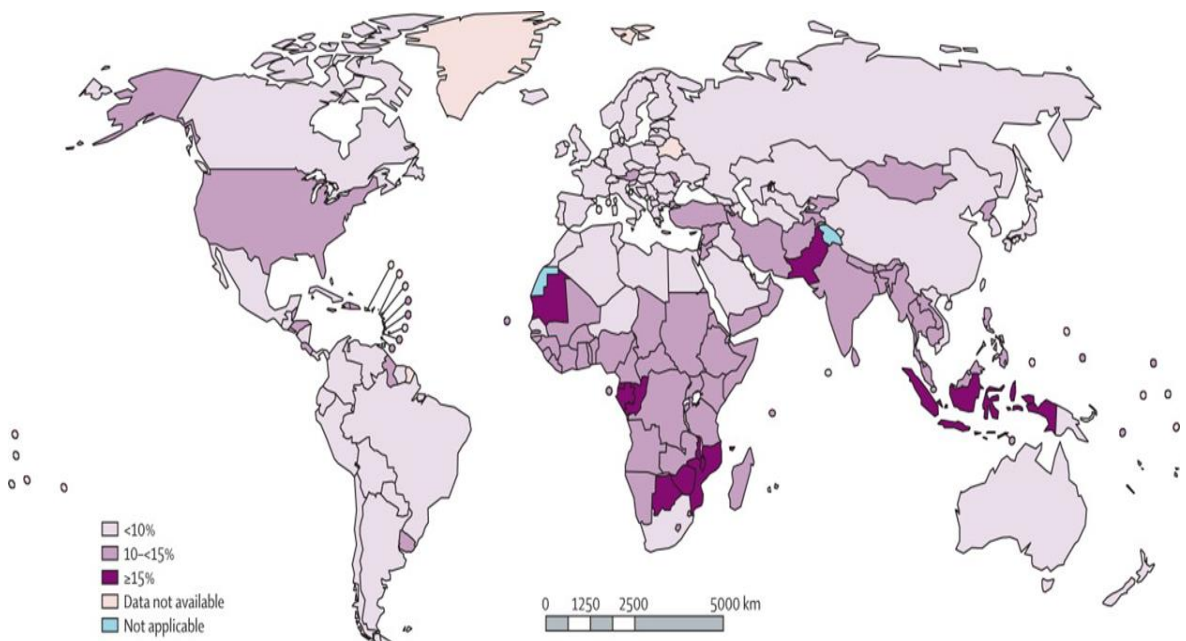 <10%
10–<15%
≥15%
Data not available
Not applicable
0 1250 2500 5000 km